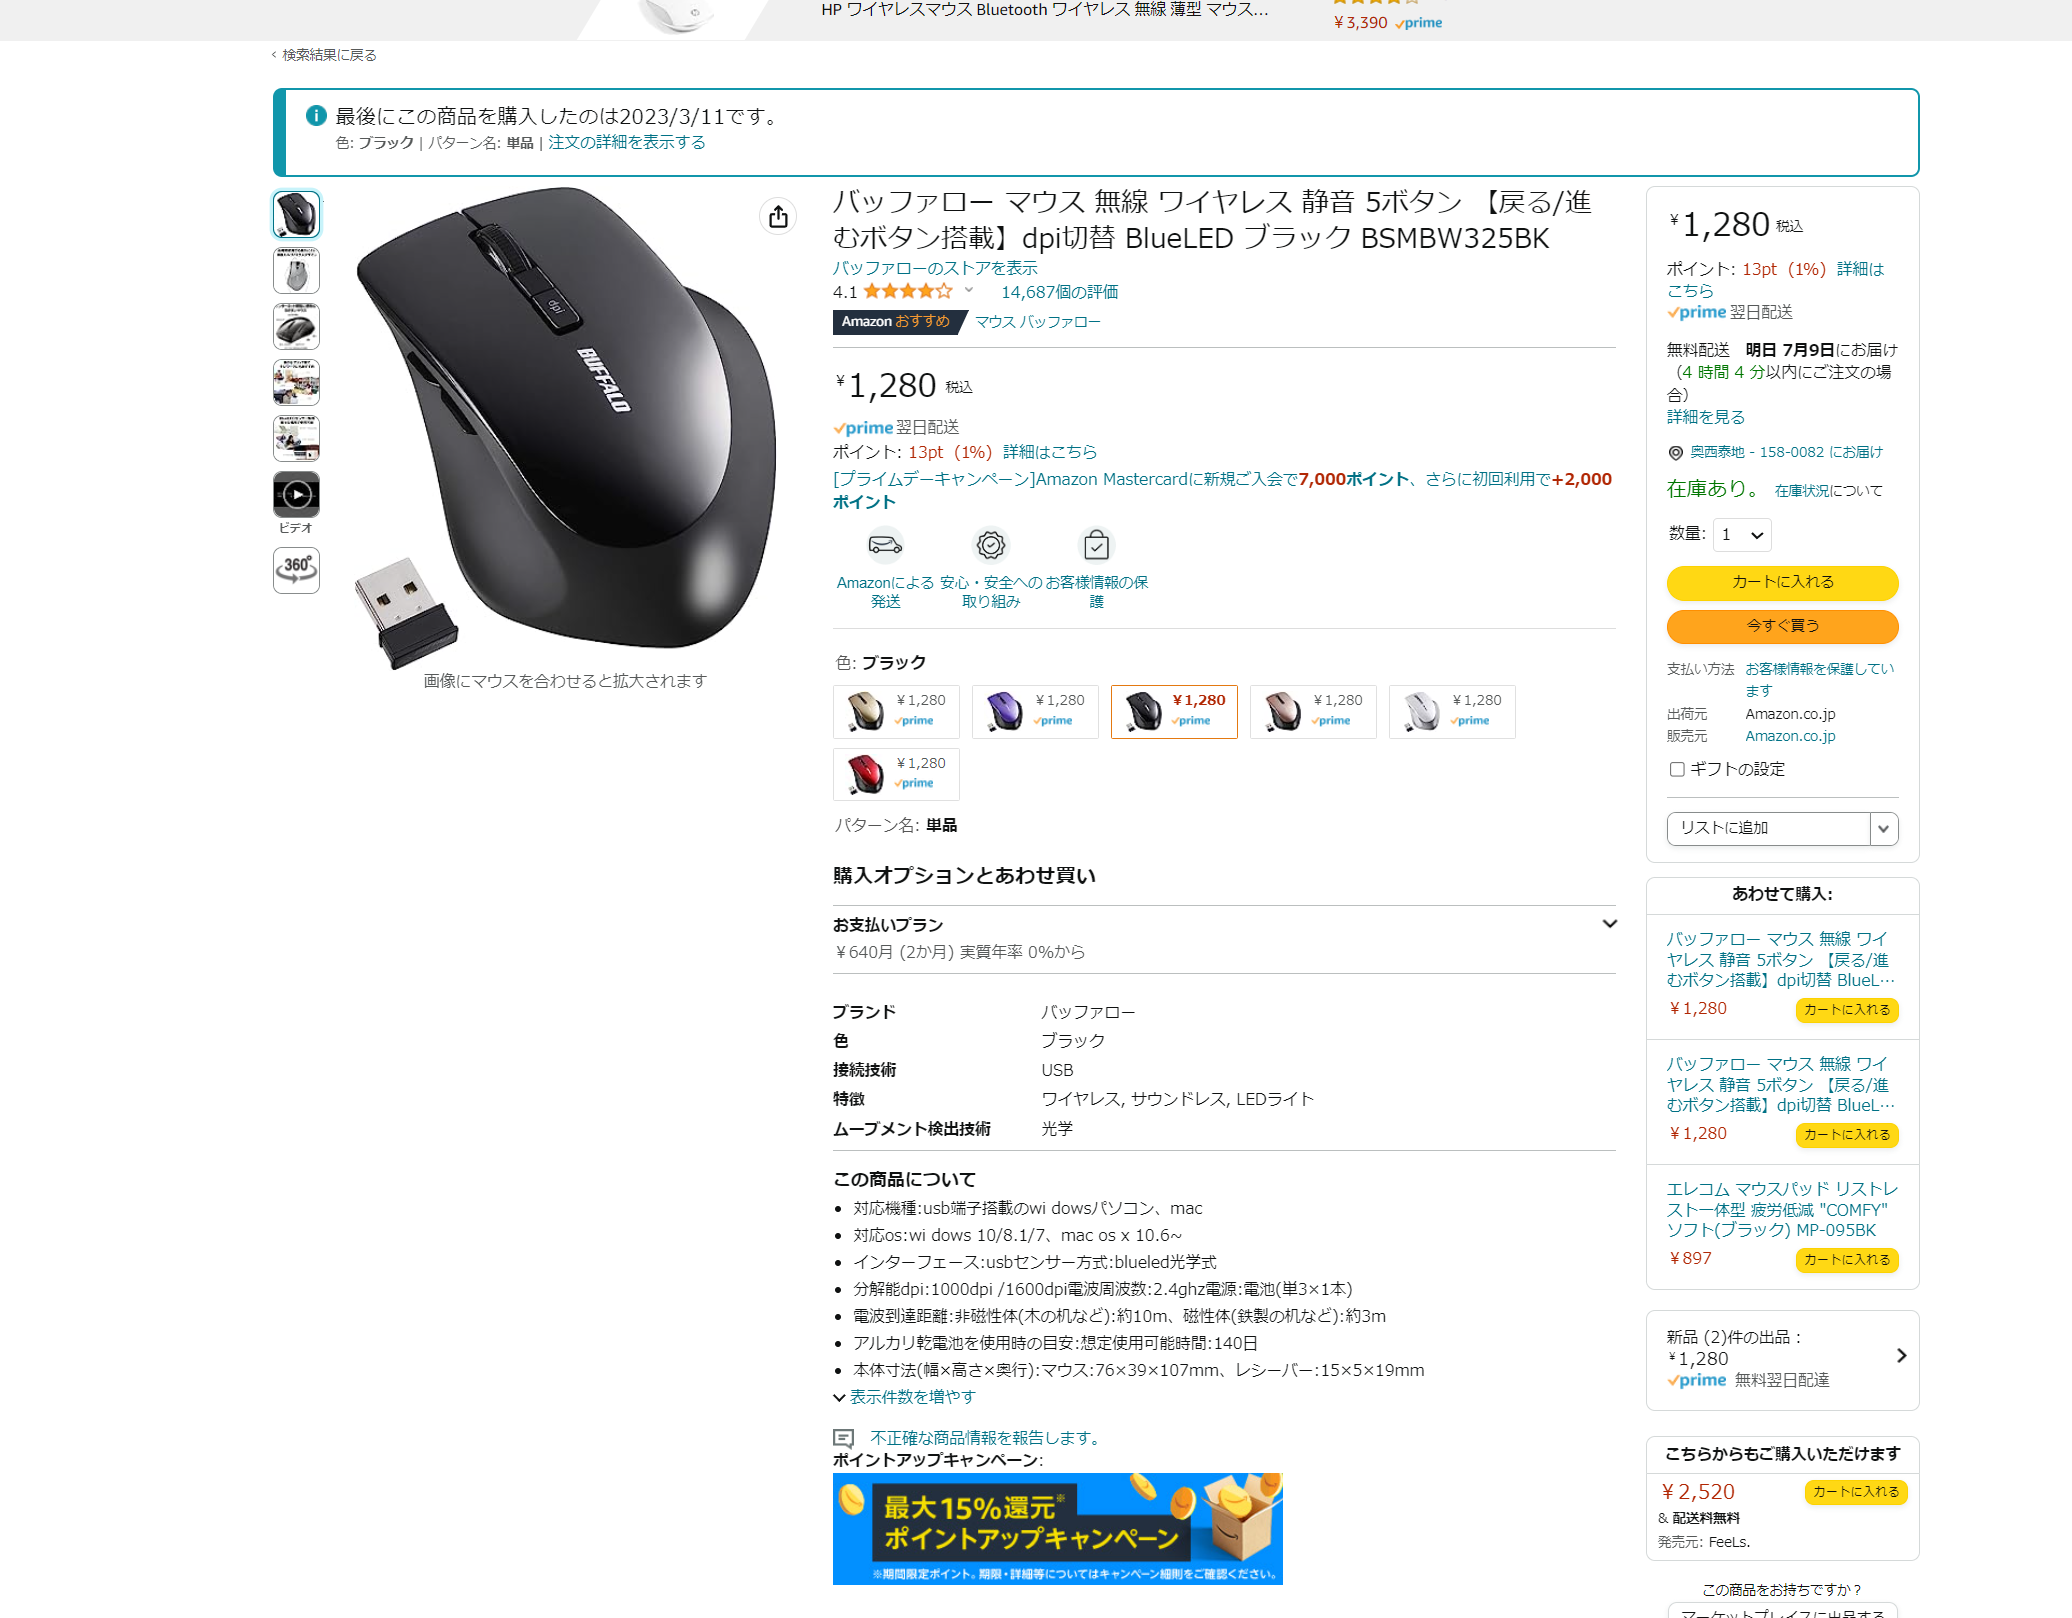 HP ワイヤレスマウス Bluetooth ワイヤレス 無線 薄型 マウス...
￥3,390 prime
‹ 検索結果に戻る
最後にこの商品を購入したのは2023/3/11です。
色: ブラック | パターン名: 単品 | 注文の詳細を表示する
ビデオ
360°
dpi
BUFFALO
画像にマウスを合わせると拡大されます
バッファロー マウス 無線 ワイヤレス 静音 5ボタン 【戻る/進
むボタン搭載】dpi切替 BlueLED ブラック BSMBW325BK
バッファローのストアを表示
4.1 14,687個の評価
Amazon おすすめ マウス バッファロー
￥1,280 税込
prime 翌日配送
ポイント: 13pt (1%) 詳細はこちら
[プライムデーキャンペーン]Amazon Mastercardに新規ご入会で7,000ポイント、さらに初回利用で+2,000
ポイント
Amazonによる
発送
安心・安全への
取り組み
お客様情報の保
護
色: ブラック
￥1,280
prime
￥1,280
prime
￥1,280
prime
￥1,280
prime
￥1,280
prime
￥1,280
prime
パターン名: 単品
購入オプションとあわせ買い
お支払いプラン
￥640月 (2か月) 実質年率 0%から
ブランド バッファロー
色 ブラック
接続技術 USB
特徴 ワイヤレス, サウンドレス, LEDライト
ムーブメント検出技術 光学
この商品について
対応機種:usb端子搭載のwi dowsパソコン、mac
対応os:wi dows 10/8.1/7、mac os x 10.6~
インターフェース:usbセンサー方式:blueled光学式
分解能dpi:1000dpi /1600dpi電波周波数:2.4ghz電源:電池(単3×1本)
電波到達距離:非磁性体(木の机など):約10m、磁性体(鉄製の机など):約3m
アルカリ乾電池を使用時の目安:想定使用可能時間:140日
本体寸法(幅×高さ×奥行):マウス:76×39×107mm、レシーバー:15×5×19mm
表示件数を増やす
不正確な商品情報を報告します。
ポイントアップキャンペーン:
最大15%還元※
ポイントアップキャンペーン
※期間限定ポイント。期限・詳細等についてはキャンペーン細則をご確認ください。
￥1,280 税込
ポイント: 13pt (1%) 詳細は
こちら
prime 翌日配送
無料配送 明日 7月9日にお届け
(4 時間 4 分以内にご注文の場
合)
詳細を見る
奥西泰地 - 158-0082 にお届け
在庫あり。 在庫状況について
数量: 1
カートに入れる
今すぐ買う
支払い方法 お客様情報を保護してい
ます
出荷元 Amazon.co.jp
販売元 Amazon.co.jp
ギフトの設定
リストに追加
あわせて購入:
バッファロー マウス 無線 ワイ
ヤレス 静音 5ボタン 【戻る/進
むボタン搭載】dpi切替 BlueL…
￥1,280 カートに入れる
バッファロー マウス 無線 ワイ
ヤレス 静音 5ボタン 【戻る/進
むボタン搭載】dpi切替 BlueL…
￥1,280 カートに入れる
エレコム マウスパッド リストレ
スト一体型 疲労低減 "COMFY"
ソフト(ブラック) MP-095BK
￥897 カートに入れる
新品 (2)件の出品：
￥1,280
prime 無料翌日配達
こちらからもご購入いただけます
￥2,520 カートに入れる
& 配送料無料
発売元: FeeLs.
この商品をお持ちですか？
マーケットプレイスに出品する